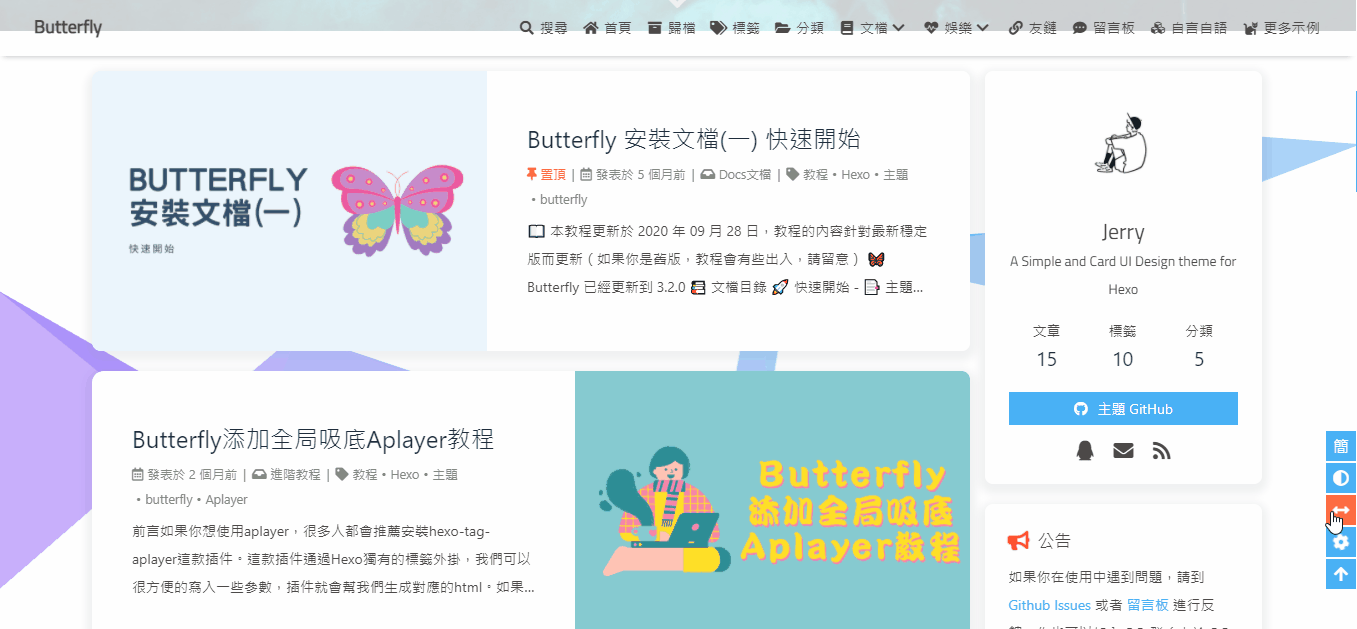 Butterfly
搜尋 首頁 歸檔 標籤 分類 文檔 娛樂 友鏈 留言板 自言自語 更多示例
BUTTERFLY
安裝文檔(一)
快速開始
Butterfly 安裝文檔(一) 快速開始
置頂 | 發表於 5 個月前 | Docs文檔 | 教程 • Hexo • 主題
• butterfly
📖 本教程更新於 2020 年 09 月 28 日，教程的內容針對最新穩定
版而更新（如果你是舊版，教程會有些出入，請留意）🦋
Butterfly 已經更新到 3.2.0 📚 文檔目錄 🚀 快速開始 - 📑 主題...
Jerry
A Simple and Card UI Design theme for
Hexo
文章 標籤 分類
15 10 5
主題 GitHub
Butterfly添加全局吸底Aplayer教程
發表於 2 個月前 | 進階教程 | 教程 • Hexo • 主題
• butterfly • Aplayer
前言如果你想使用aplayer，很多人都會推薦安裝hexo-tag-
aplayer這款插件。這款插件通過Hexo獨有的標籤外掛，我們可以
很方便的寫入一些參數，插件就會幫我們生成對應的html。如果...
Butterfly
添加全局吸底
Aplayer教程
簡
公告
如果你在使用中遇到問題，請到
Github Issues 或者 留言板 進行反